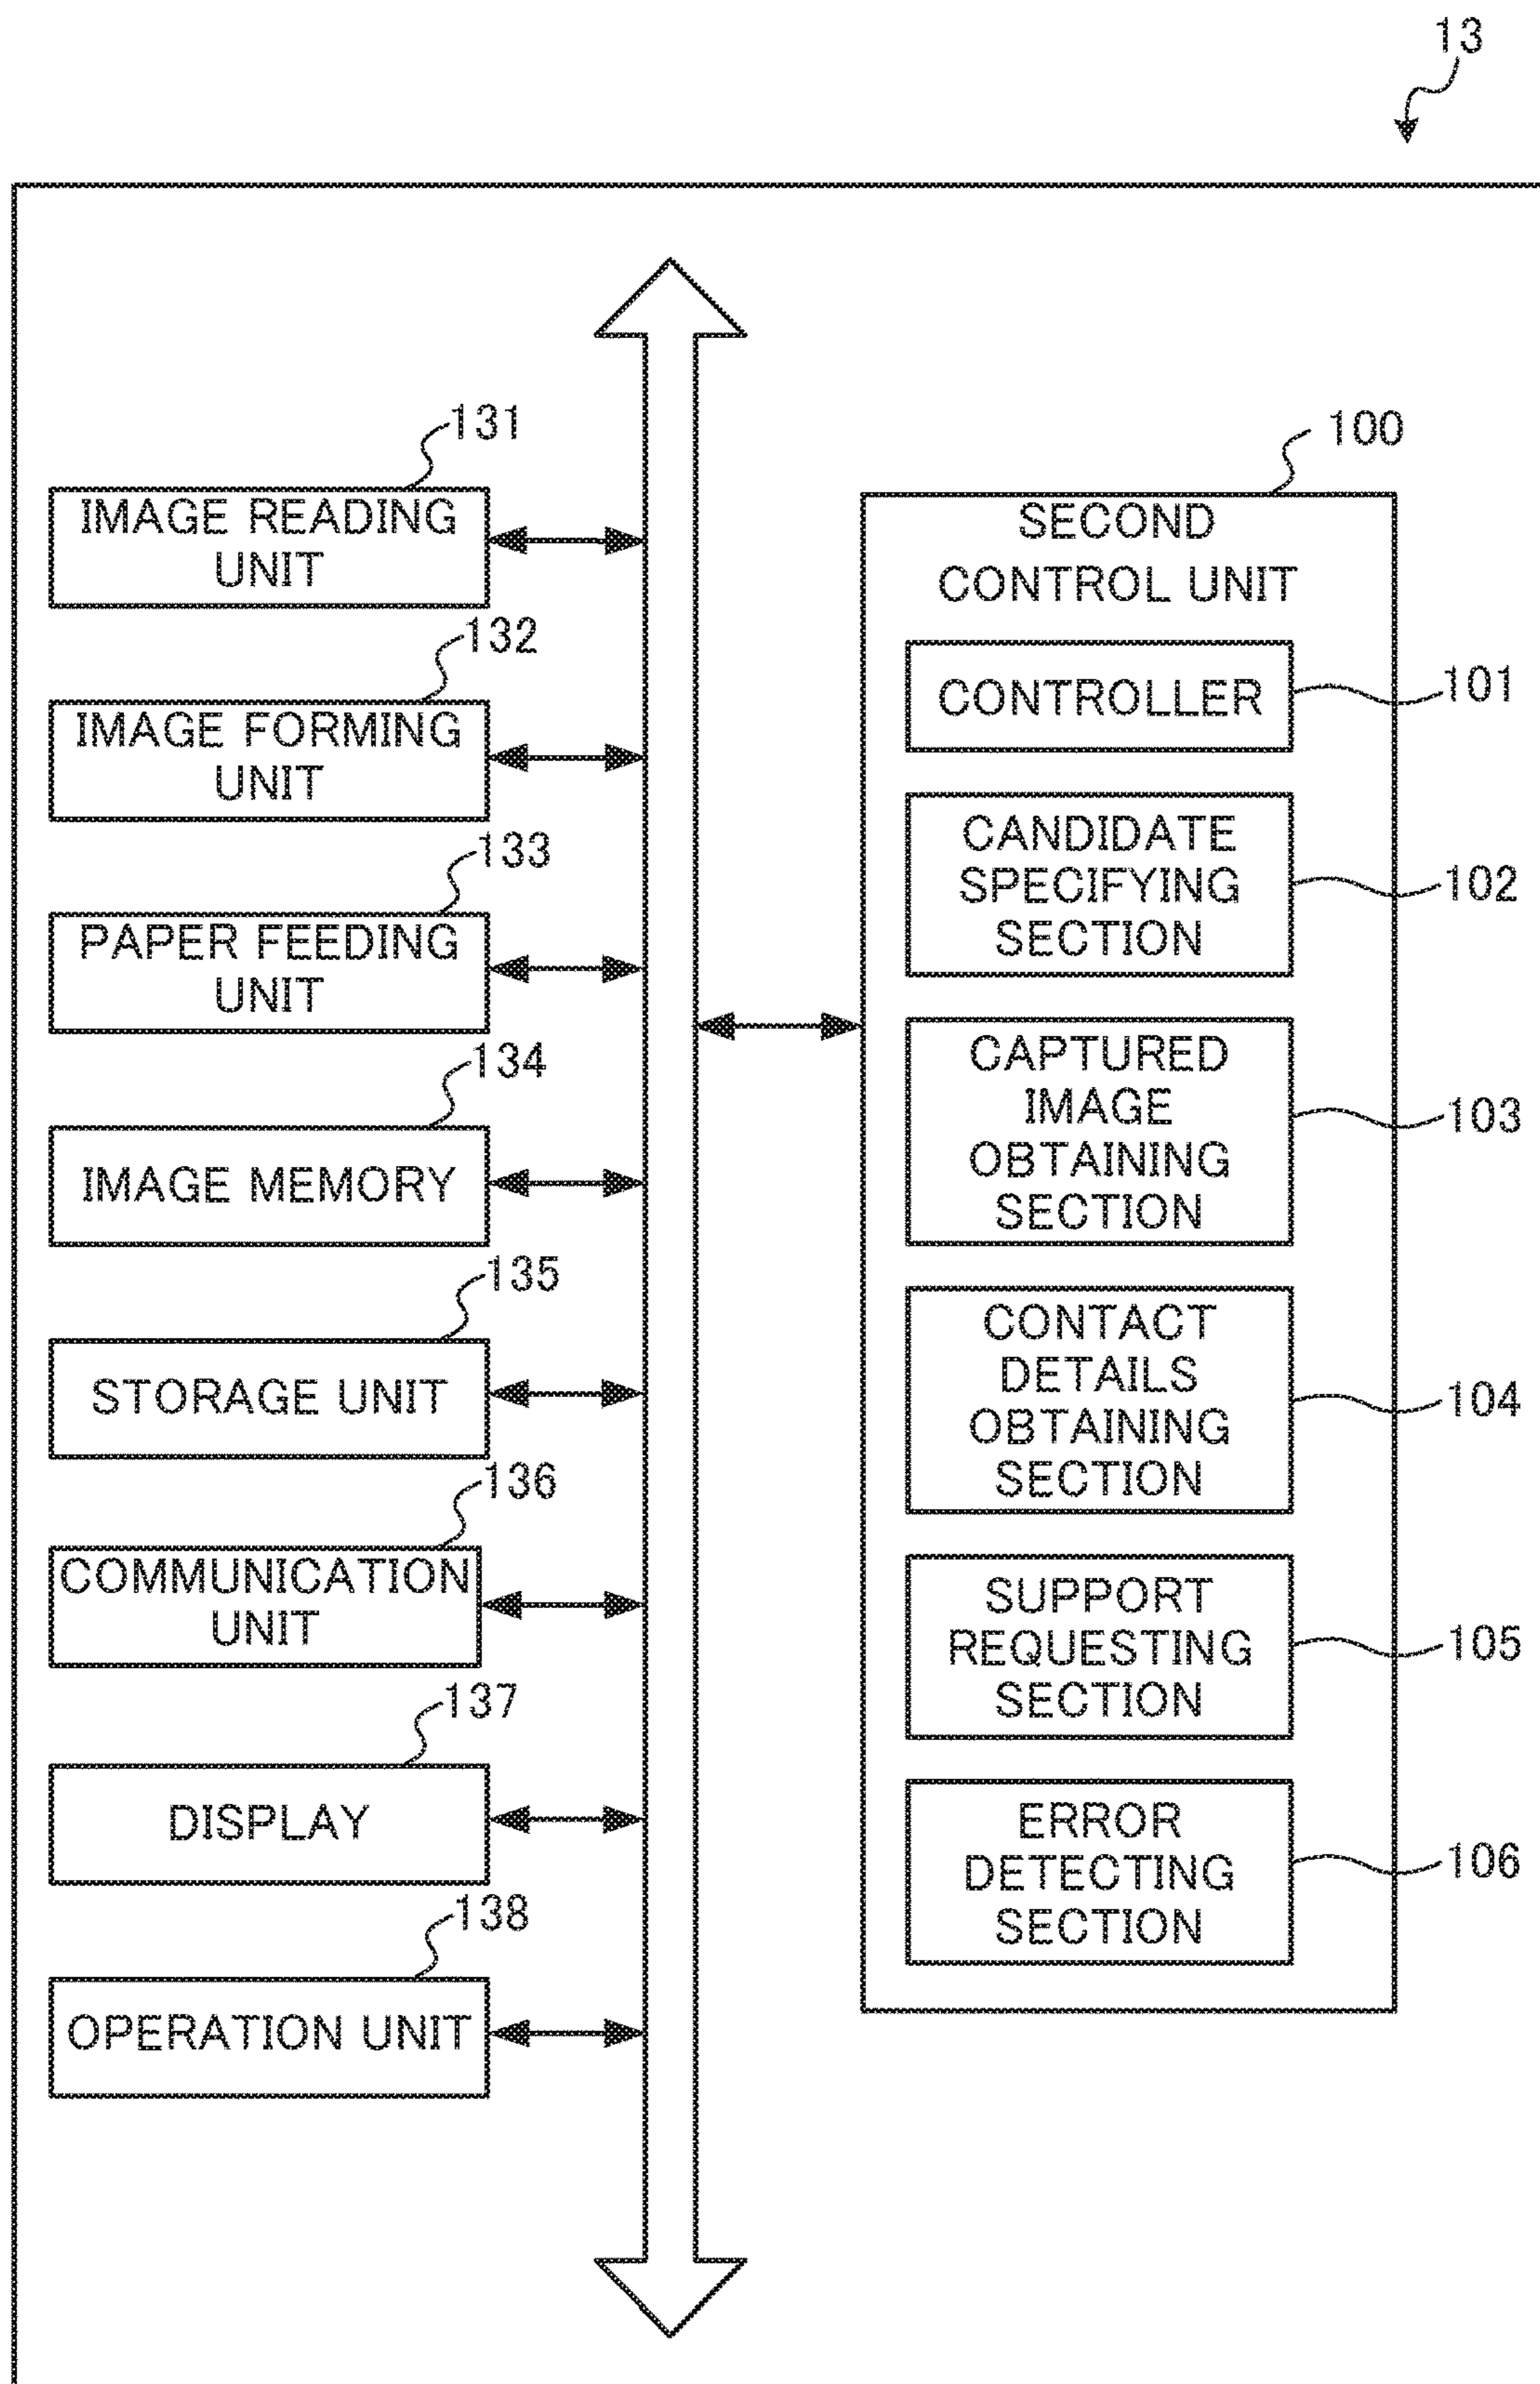 13
131
IMAGE READING
UNIT
132
IMAGE FORMING
UNIT
133
PAPER FEEDING
UNIT
134
IMAGE MEMORY
135
STORAGE UNIT
136
COMMUNICATION
UNIT
137
DISPLAY
138
OPERATION UNIT
100
SECOND
CONTROL UNIT
CONTROLLER
101
CANDIDATE
SPECIFYING
SECTION
102
CAPTURED
IMAGE
OBTAINING
SECTION
103
CONTACT
DETAILS
OBTAINING
SECTION
104
SUPPORT
REQUESTING
SECTION
105
ERROR
DETECTING
SECTION
106